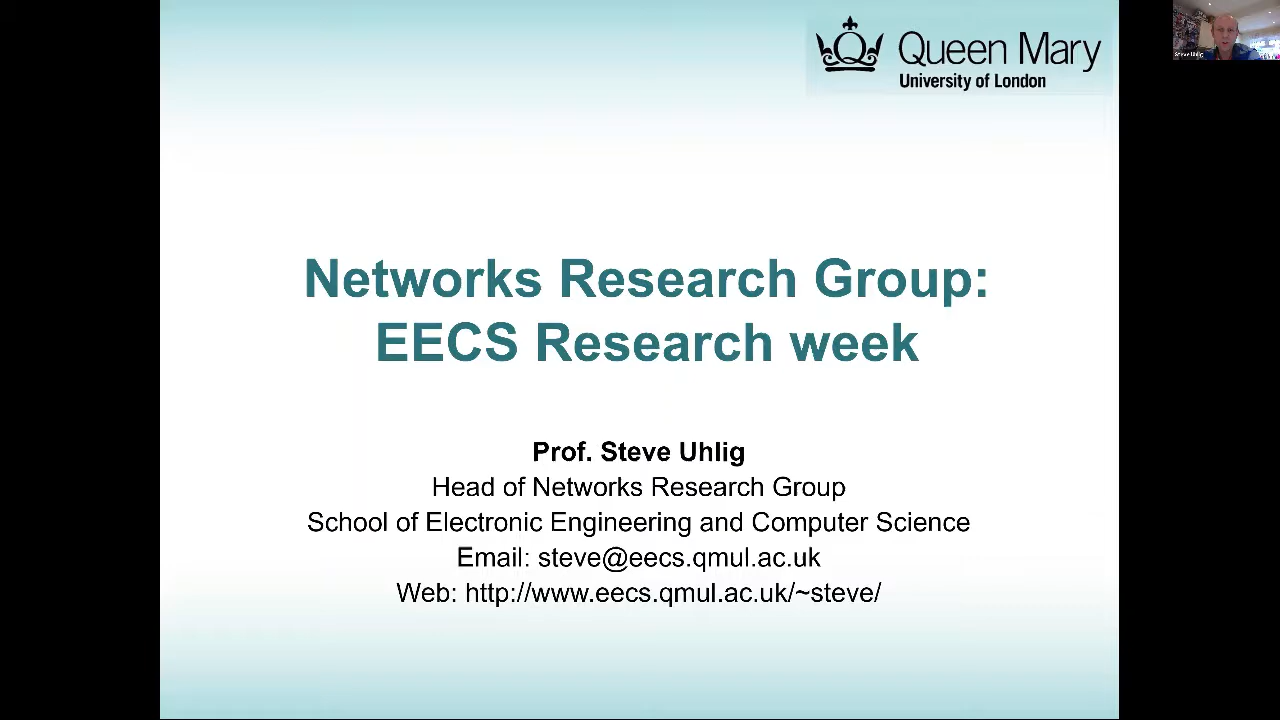 Queen Mary
University of London
Steve Uhlig
Networks Research Group:
EECS Research week
Prof. Steve Uhlig
Head of Networks Research Group
School of Electronic Engineering and Computer Science
Email: steve@eecs.qmul.ac.uk
Web: http://www.eecs.qmul.ac.uk/~steve/